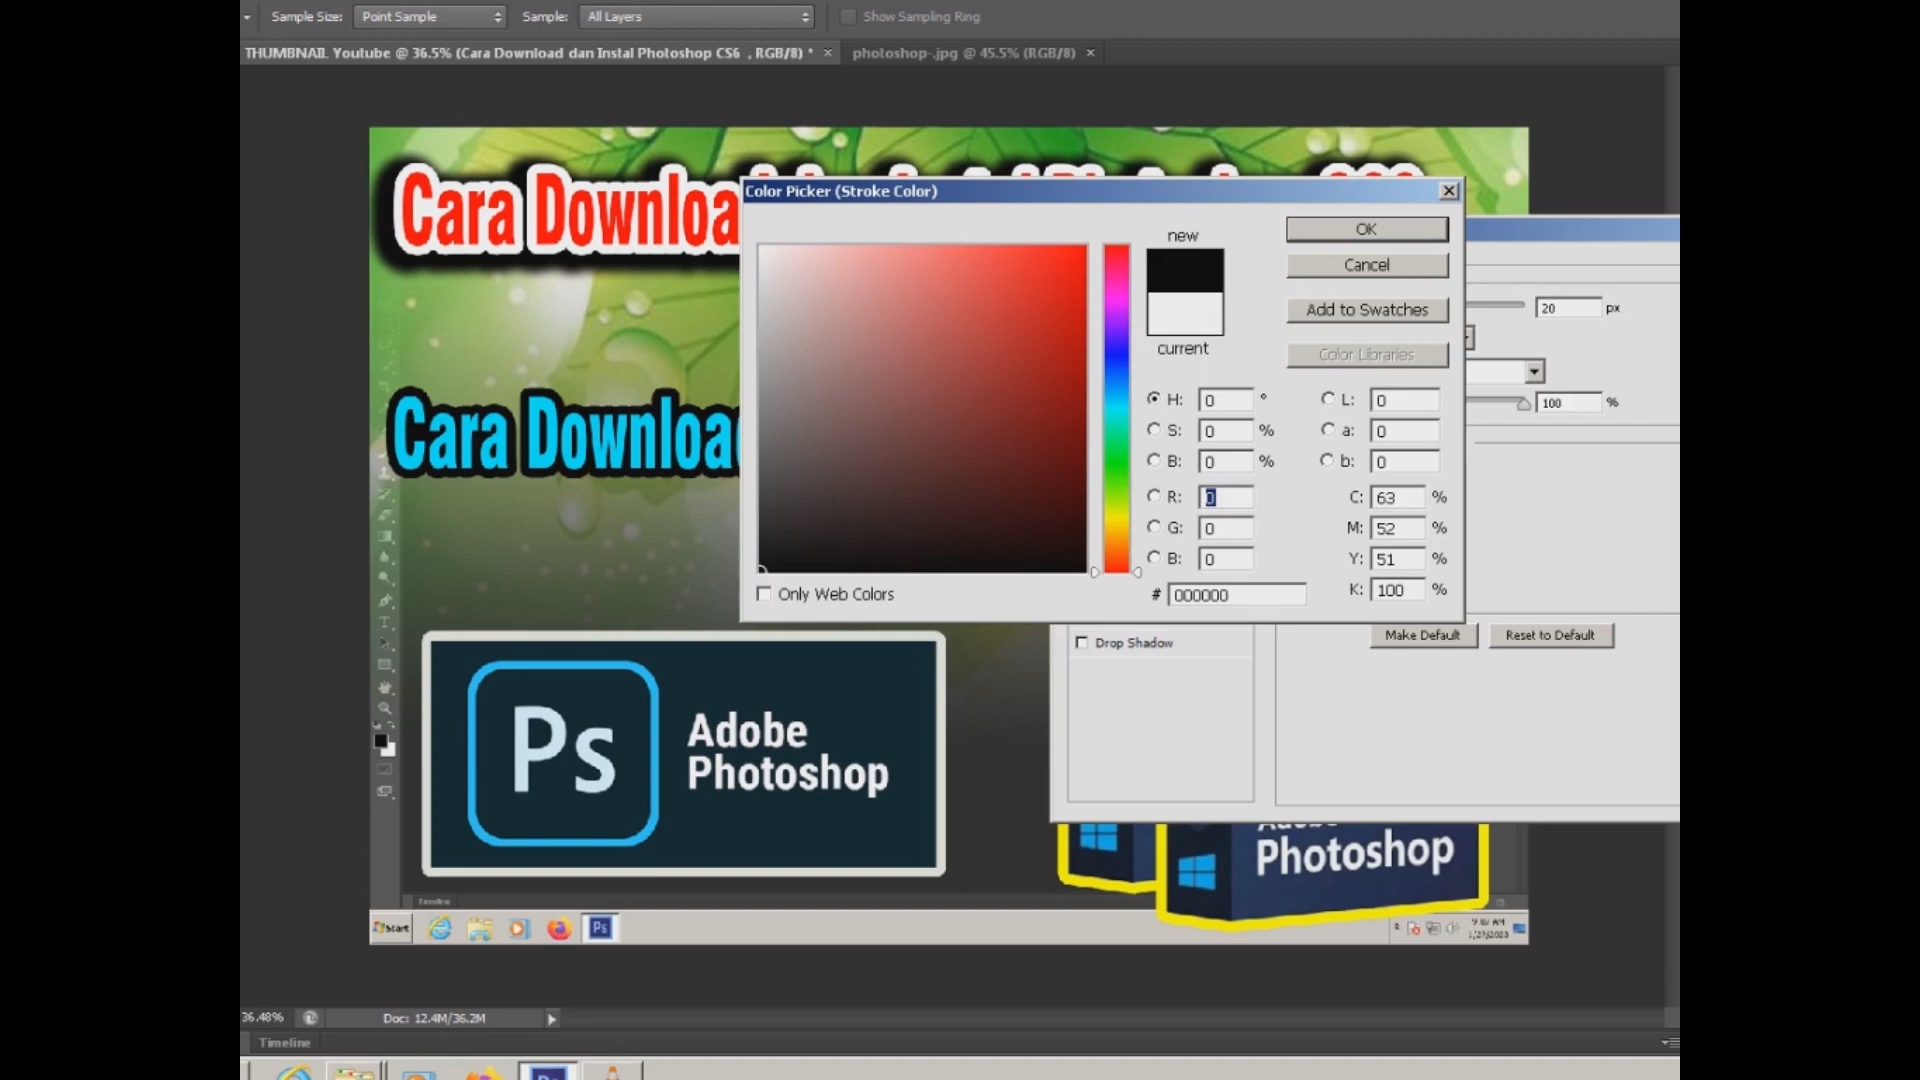 Sample Size: Point Sample Sample: All Layers Show Sampling Ring
THUMBNAIL Youtube @ 36.5% (Cara Download dan Instal Photoshop CS6 , RGB/8) * × photoshop-.jpg @ 45.5% (RGB/8) ×
Cara Downloa
Color Picker (Stroke Color)
new
OK
Cancel
Add to Swatches
current
Color Libraries
20 px
100 %
H: 0 ° L: 0
S: 0 % a: 0
B: 0 % b: 0
R: 0 C: 63 %
G: 0 M: 52 %
B: 0 Y: 51 %
# 000000 K: 100 %
Only Web Colors
Cara Download
Drop Shadow
Make Default Reset to Default
Ps
Adobe
Photoshop
Photoshop
Timeline
Start
Ps
36.48% Doc: 12.4M/36.2M
Timeline